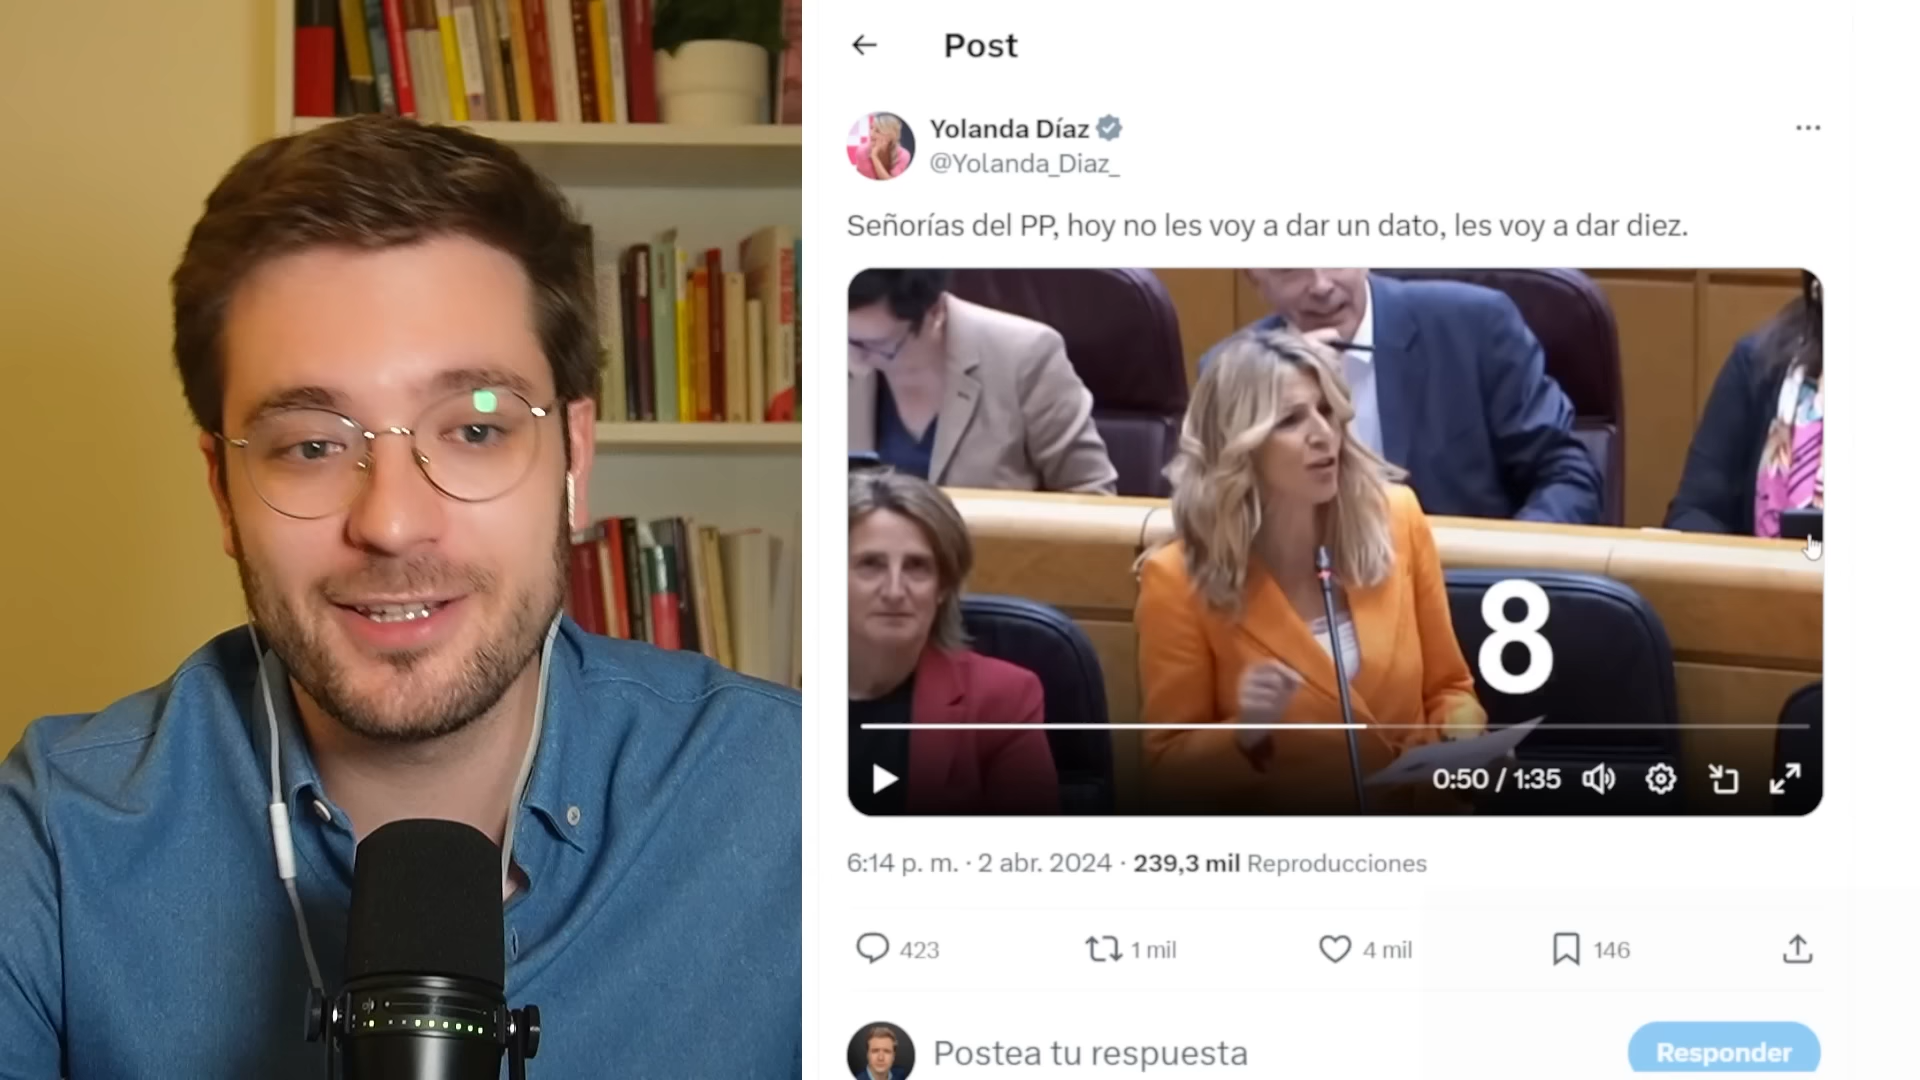 Post
Yolanda Díaz
@Yolanda_Diaz_
Señorías del PP, hoy no les voy a dar un dato, les voy a dar diez.
8
0:50 / 1:35
6:14 p. m. · 2 abr. 2024 · 239,3 mil Reproducciones
423
1 mil
4 mil
146
Postea tu respuesta
Responder